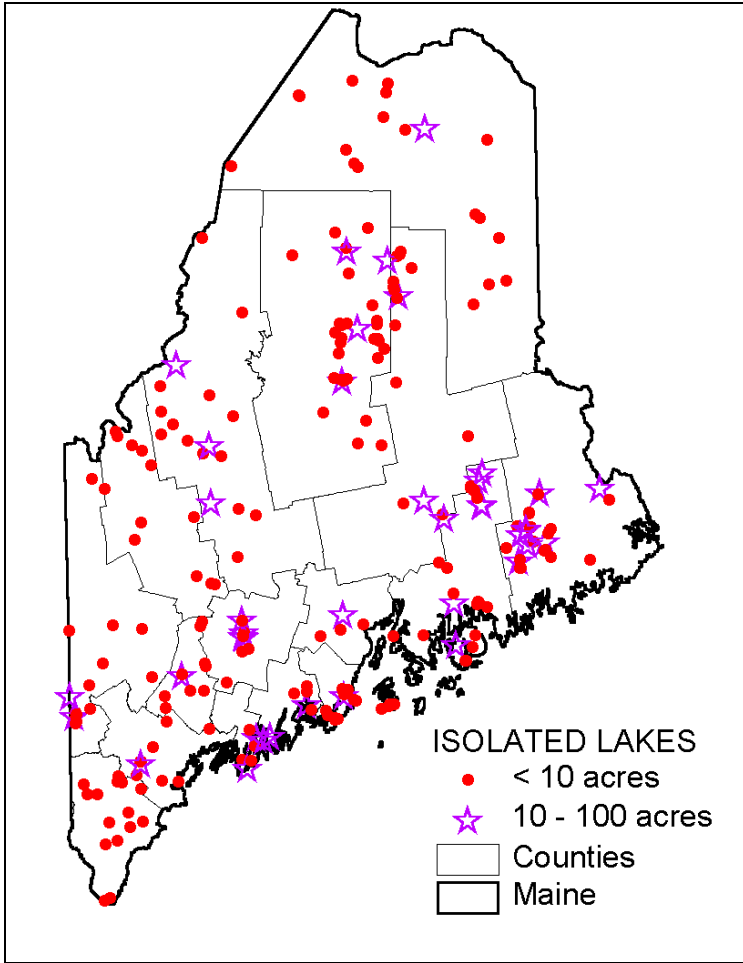 ISOLATED LAKES
< 10 acres
10 - 100 acres
Counties
Maine